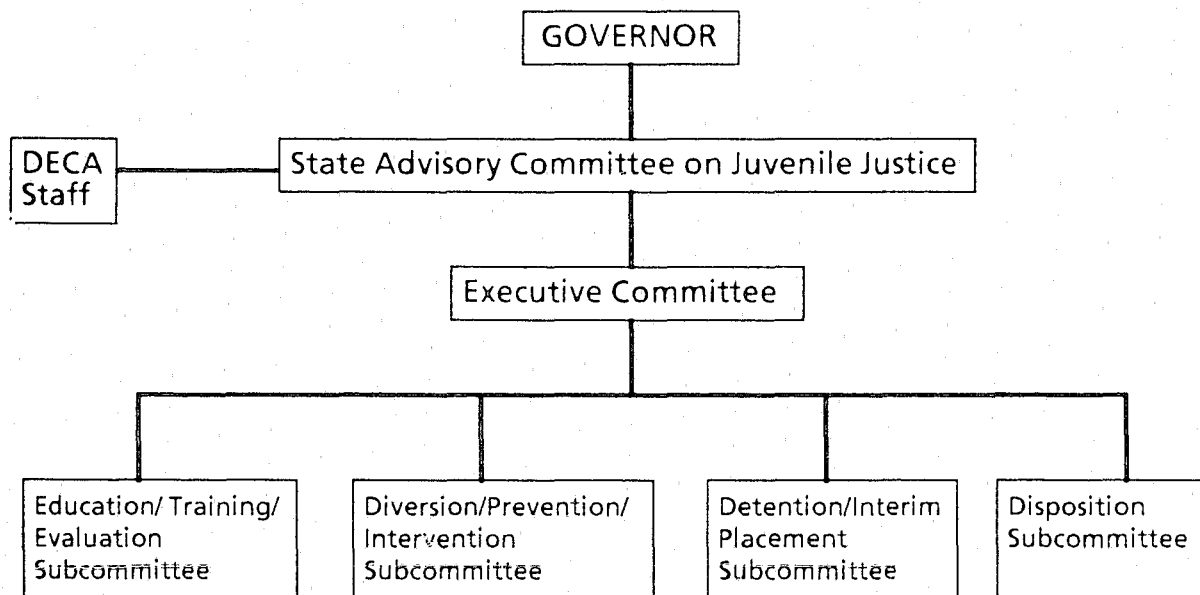 GOVERNOR
DECA
Staff
State Advisory Committee on Juvenile Justice
Executive Committee
Education/ Training/
Evaluation
Subcommittee
Diversion/Prevention/
Intervention
Subcommittee
Detention/Interim
Placement
Subcommittee
Disposition
Subcommittee